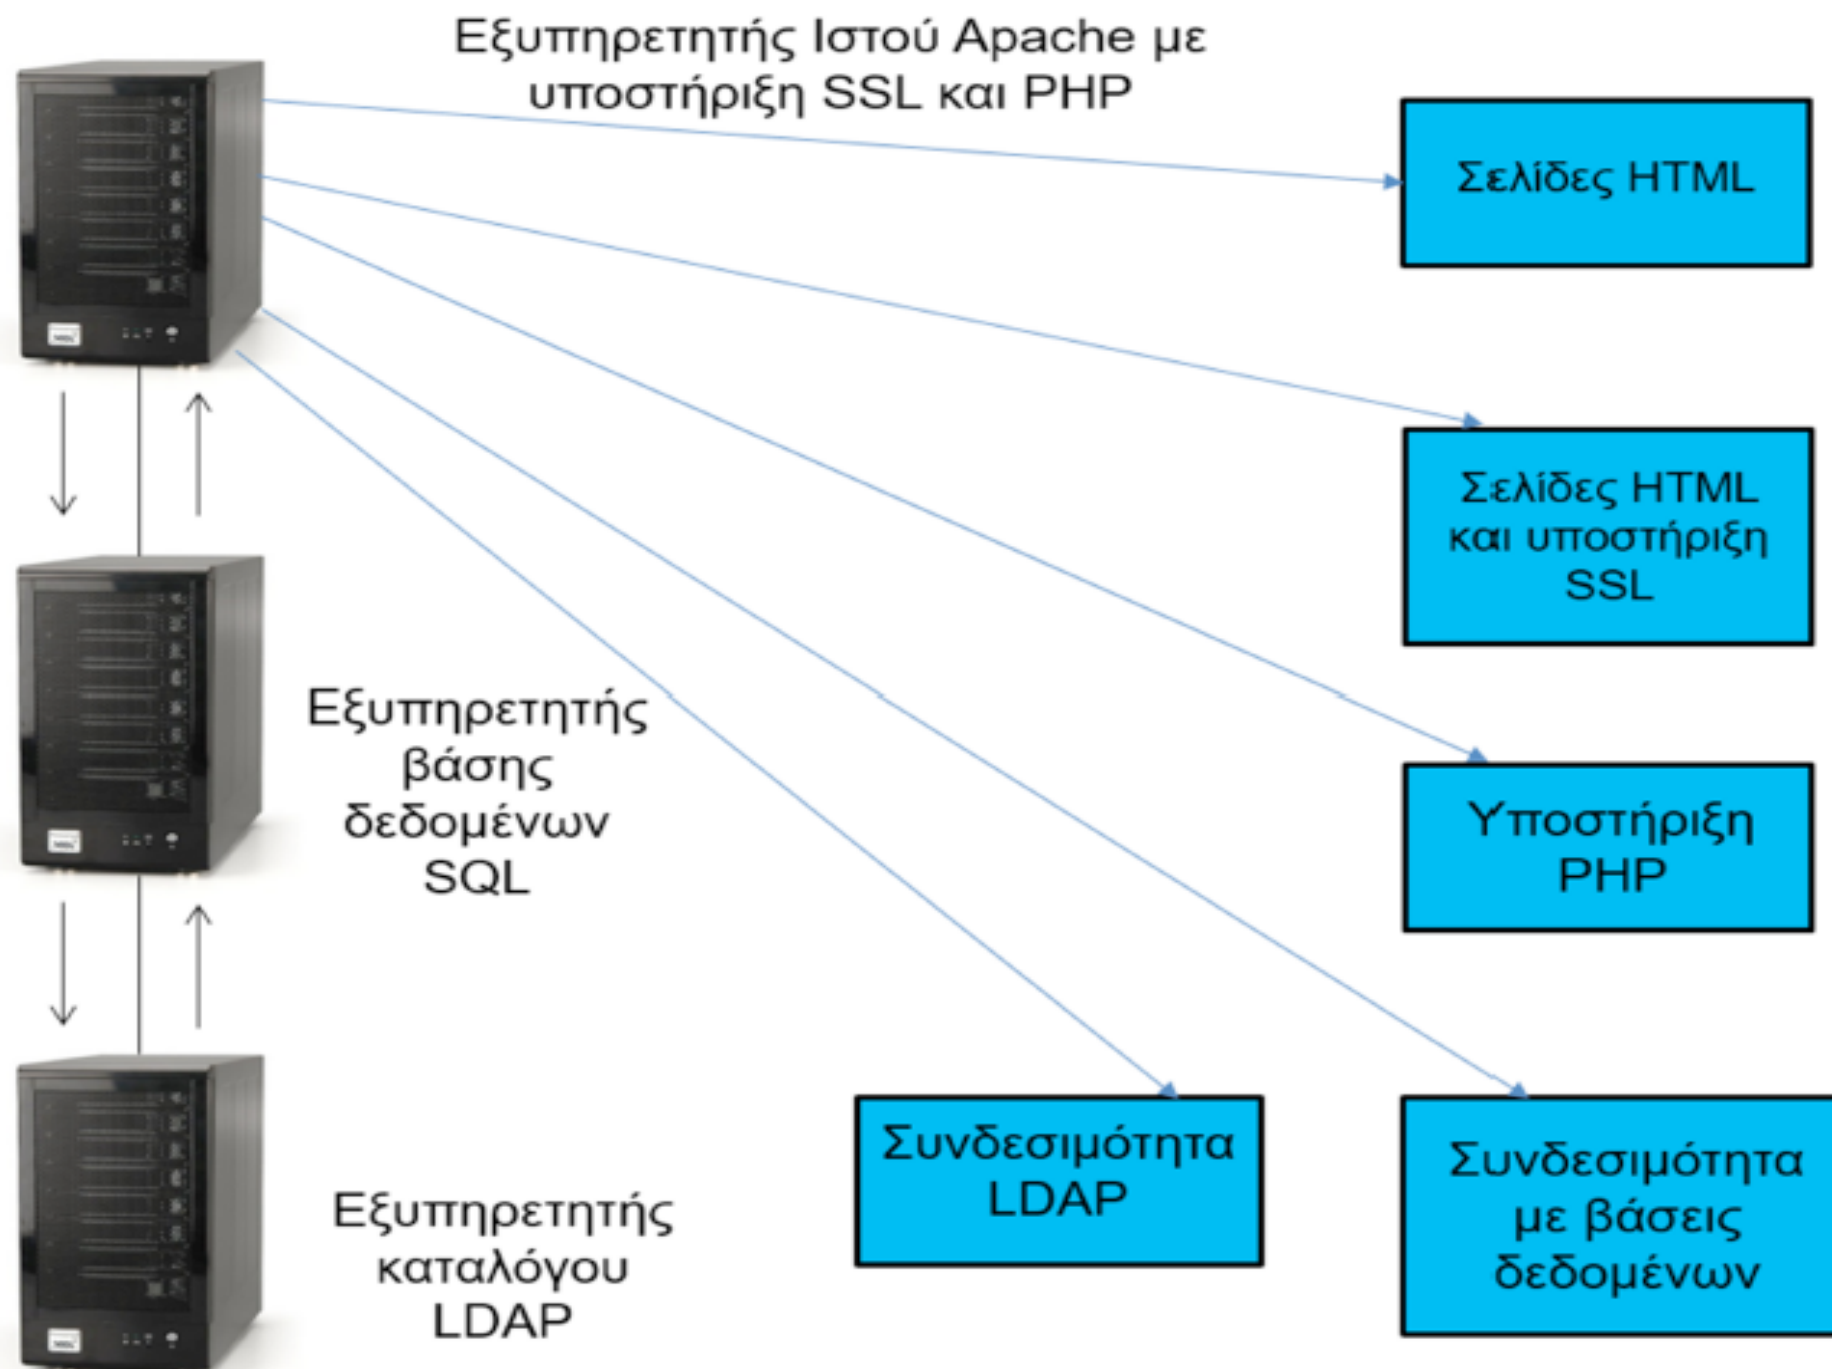 Εξυπηρετητής Ιστού Apache με
υποστήριξη SSL και PHP
Σελίδες HTML
Σελίδες HTML
και υποστήριξη
SSL
Εξυπηρετητής
βάσης
δεδομένων
SQL
Υποστήριξη
PHP
Συνδεσιμότητα
LDAP
Συνδεσιμότητα
με βάσεις
δεδομένων
Εξυπηρετητής
καταλόγου
LDAP